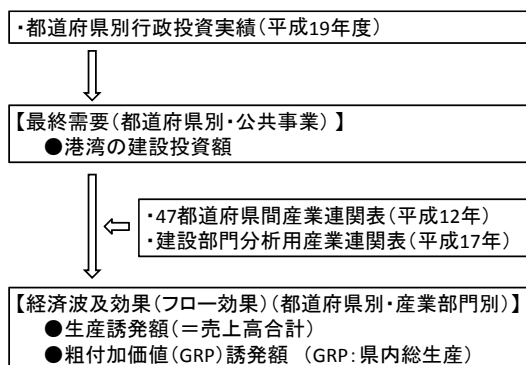 ・都道府県別行政投資実績(平成19年度)
【最終需要(都道府県別・公共事業)】
●港湾の建設投資額
・47都道府県間産業連関表(平成12年)
・建設部門分析用産業連関表(平成17年)
【経済波及効果(フロー効果)(都道府県別・産業部門別)】
●生産誘発額(=売上高合計)
●粗付加価値(GRP)誘発額 (GRP:県内総生産)